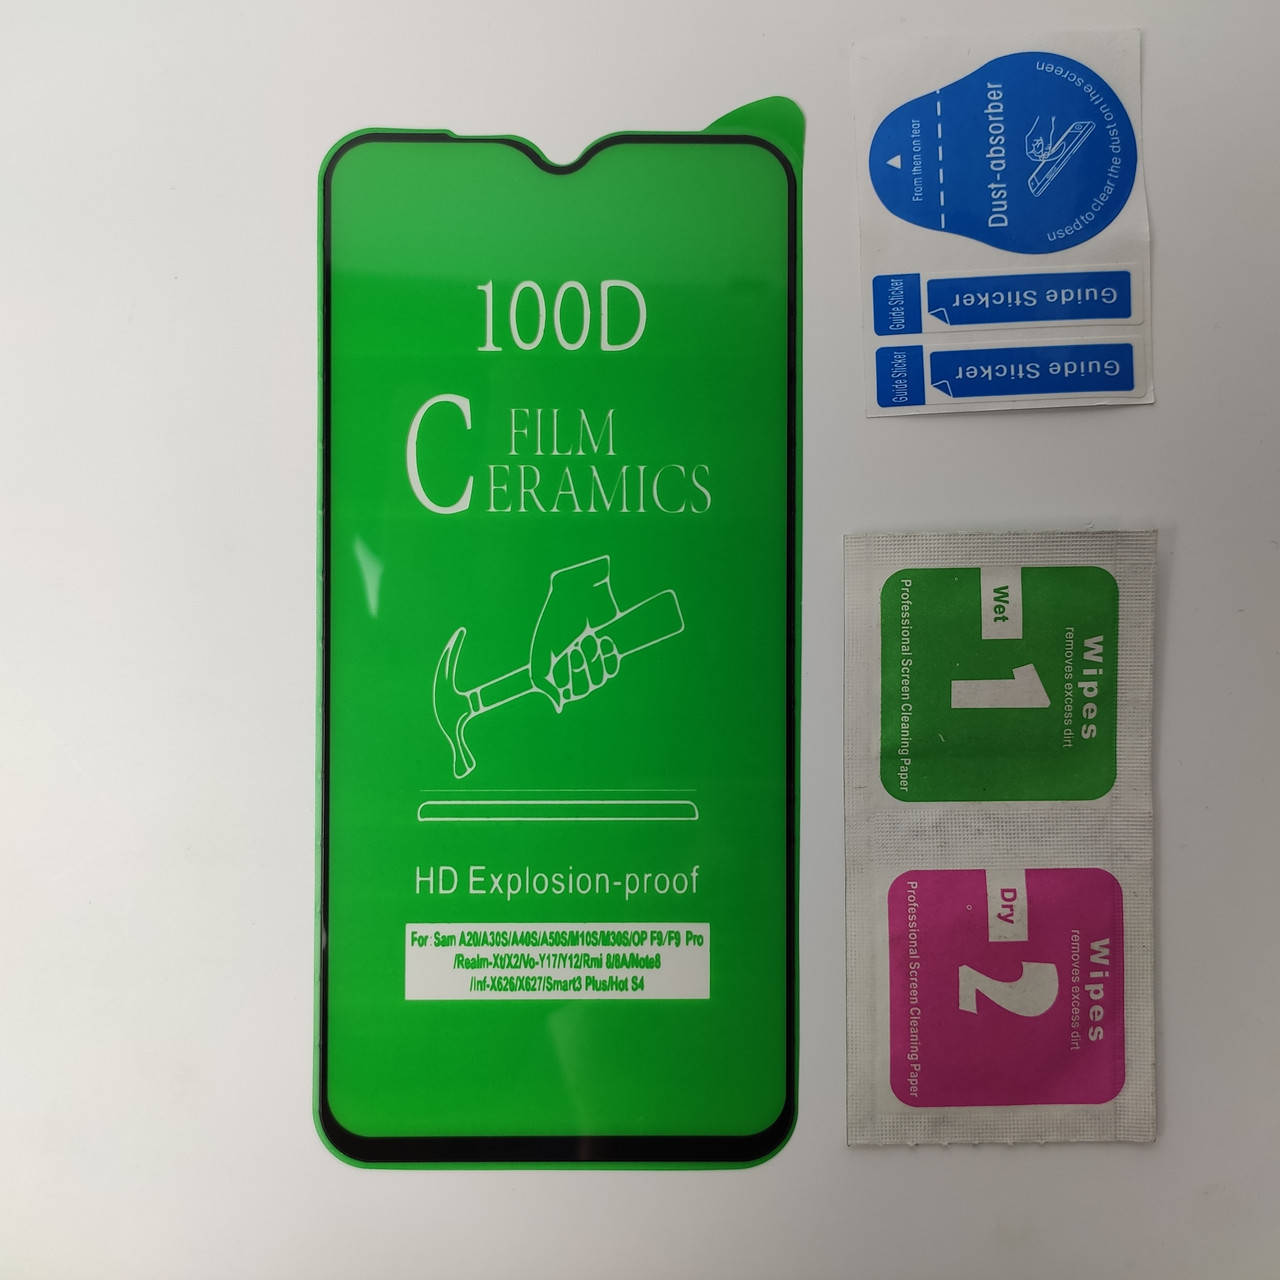 100D
FILM
CERAMICS
HD Explosion-proof
For: Sam A20/A30S/A40S/A50S/M10S/M30S/OP F9/F9 Pro
/Realm-Xt/X2/Vo-Y17/Y12/Rmi 8/8A/Note8
/Inf-X626/X627/Smart3 Plus/Hot S4
From then on tear
Dust-absorber
used to clear the dust on the screen
Guide Sticker
Guide Sticker
Guide Sticker
Guide Sticker
Wipes
removes excess dirt
1
Wet
Professional Screen Cleaning Paper
Wipes
removes excess dirt
2
Dry
Professional Screen Cleaning Paper